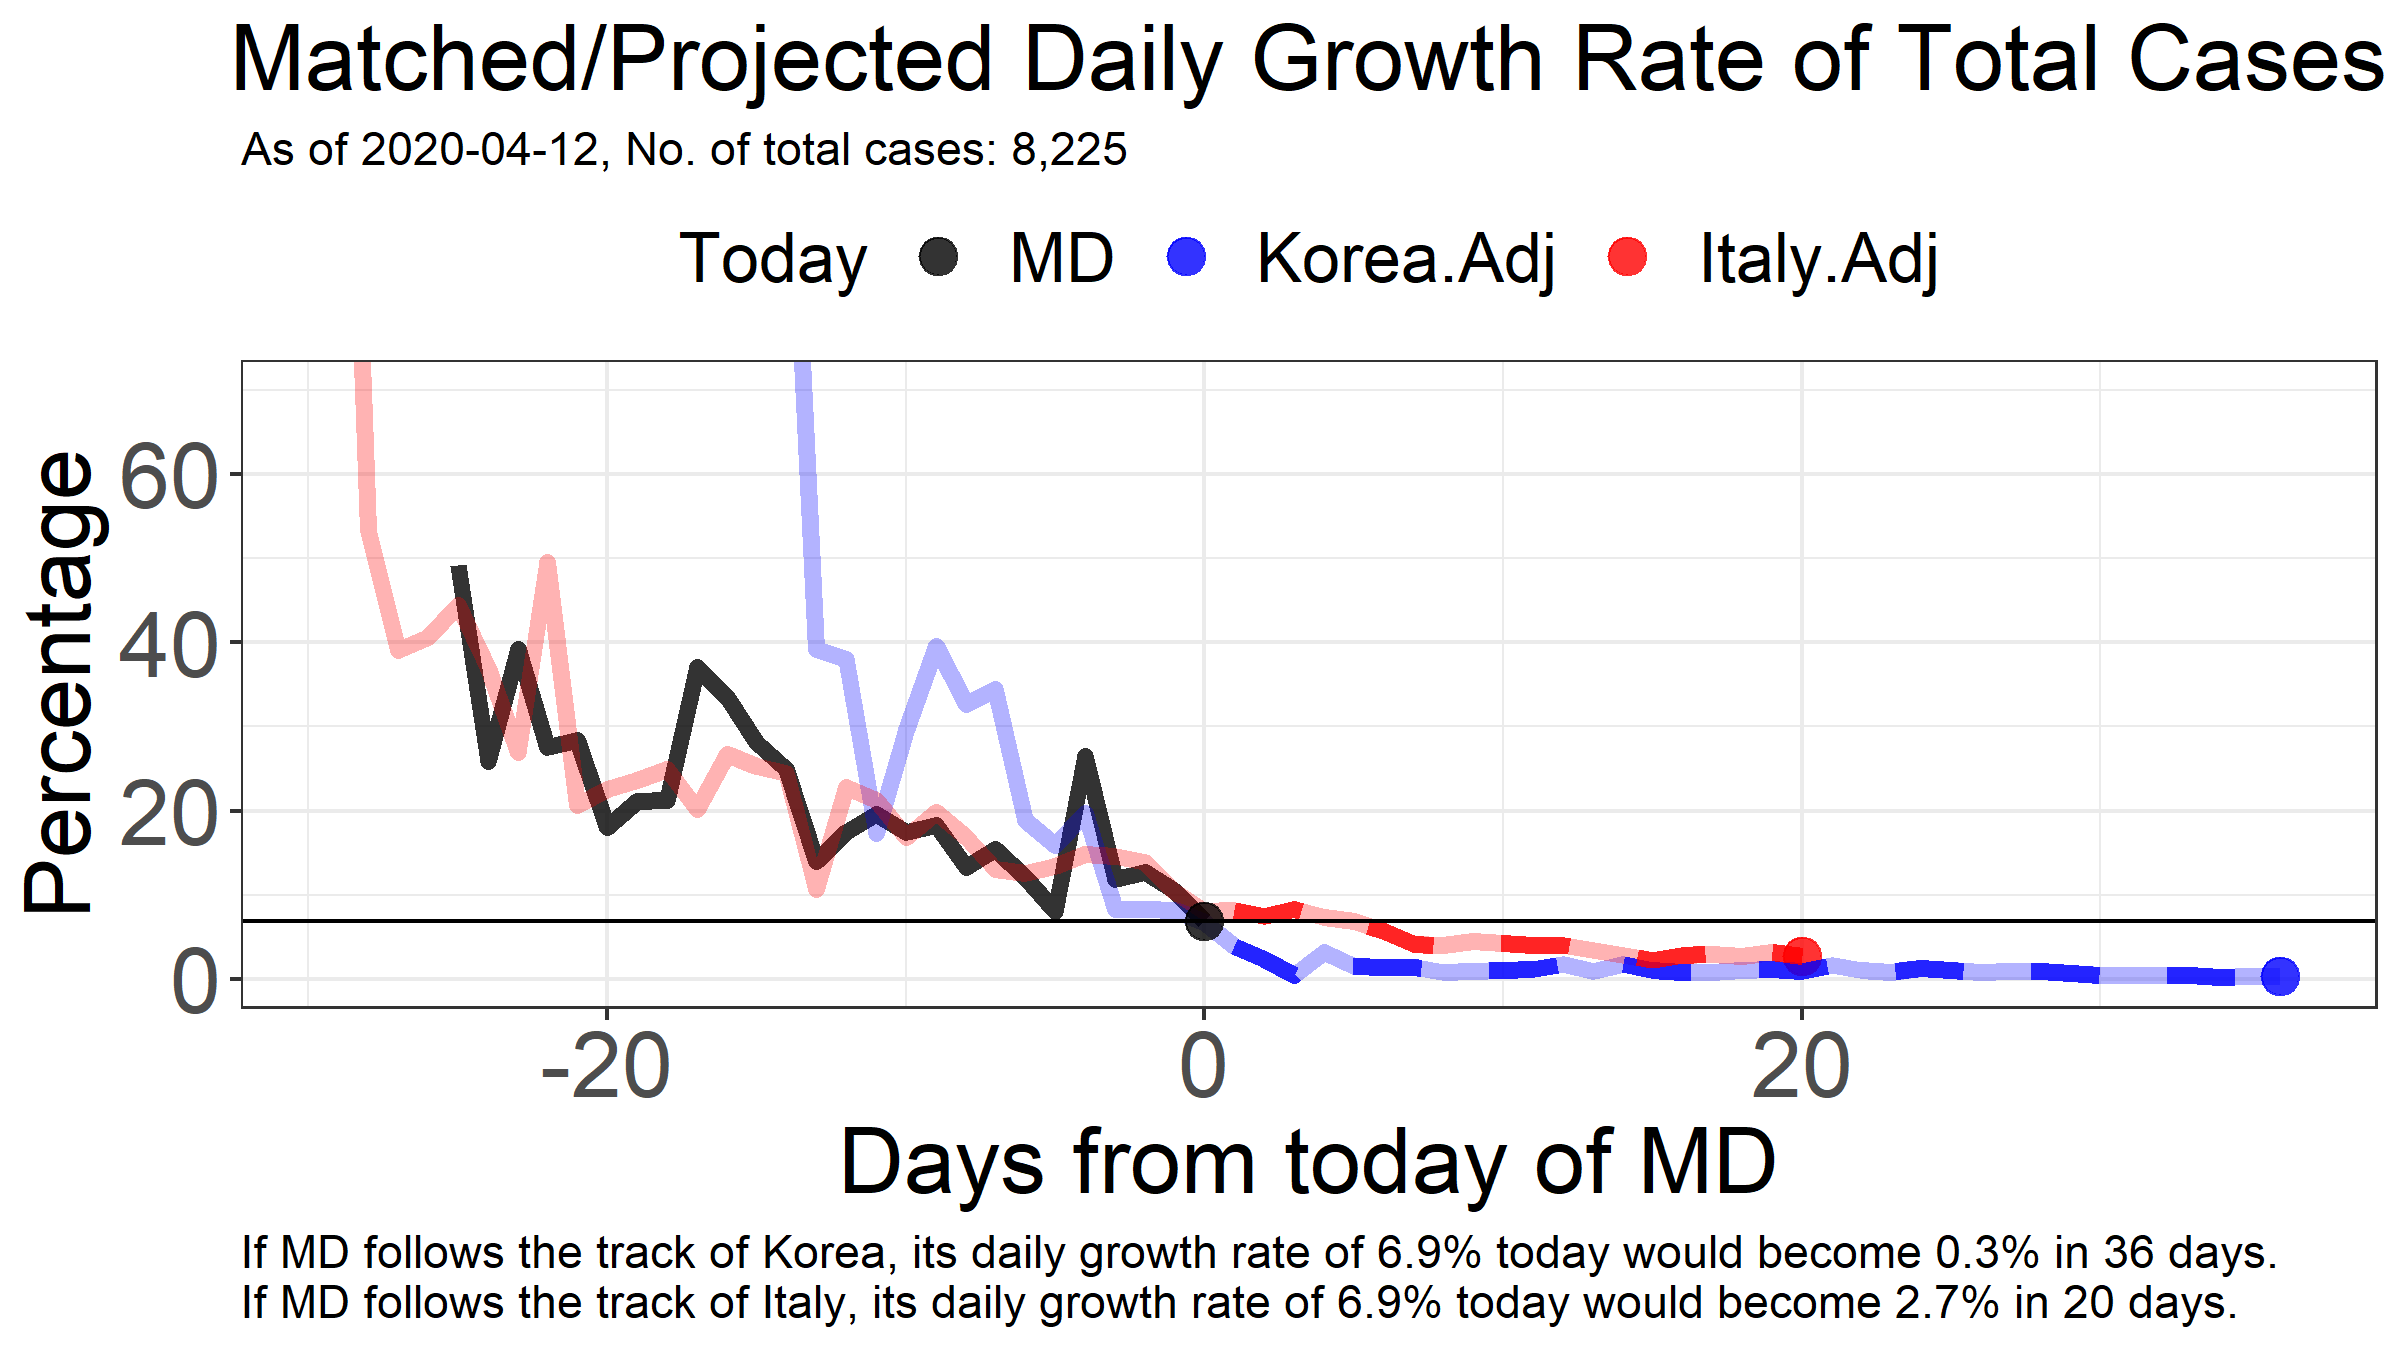 Matched/Projected Daily Growth Rate of Total Cases
As of 2020-04-12, No. of total cases: 8,225
Today MD Korea.Adj Italy.Adj
Percentage
60
40
20
0
-20 0 20
Days from today of MD
If MD follows the track of Korea, its daily growth rate of 6.9% today would become 0.3% in 36 days.
If MD follows the track of Italy, its daily growth rate of 6.9% today would become 2.7% in 20 days.